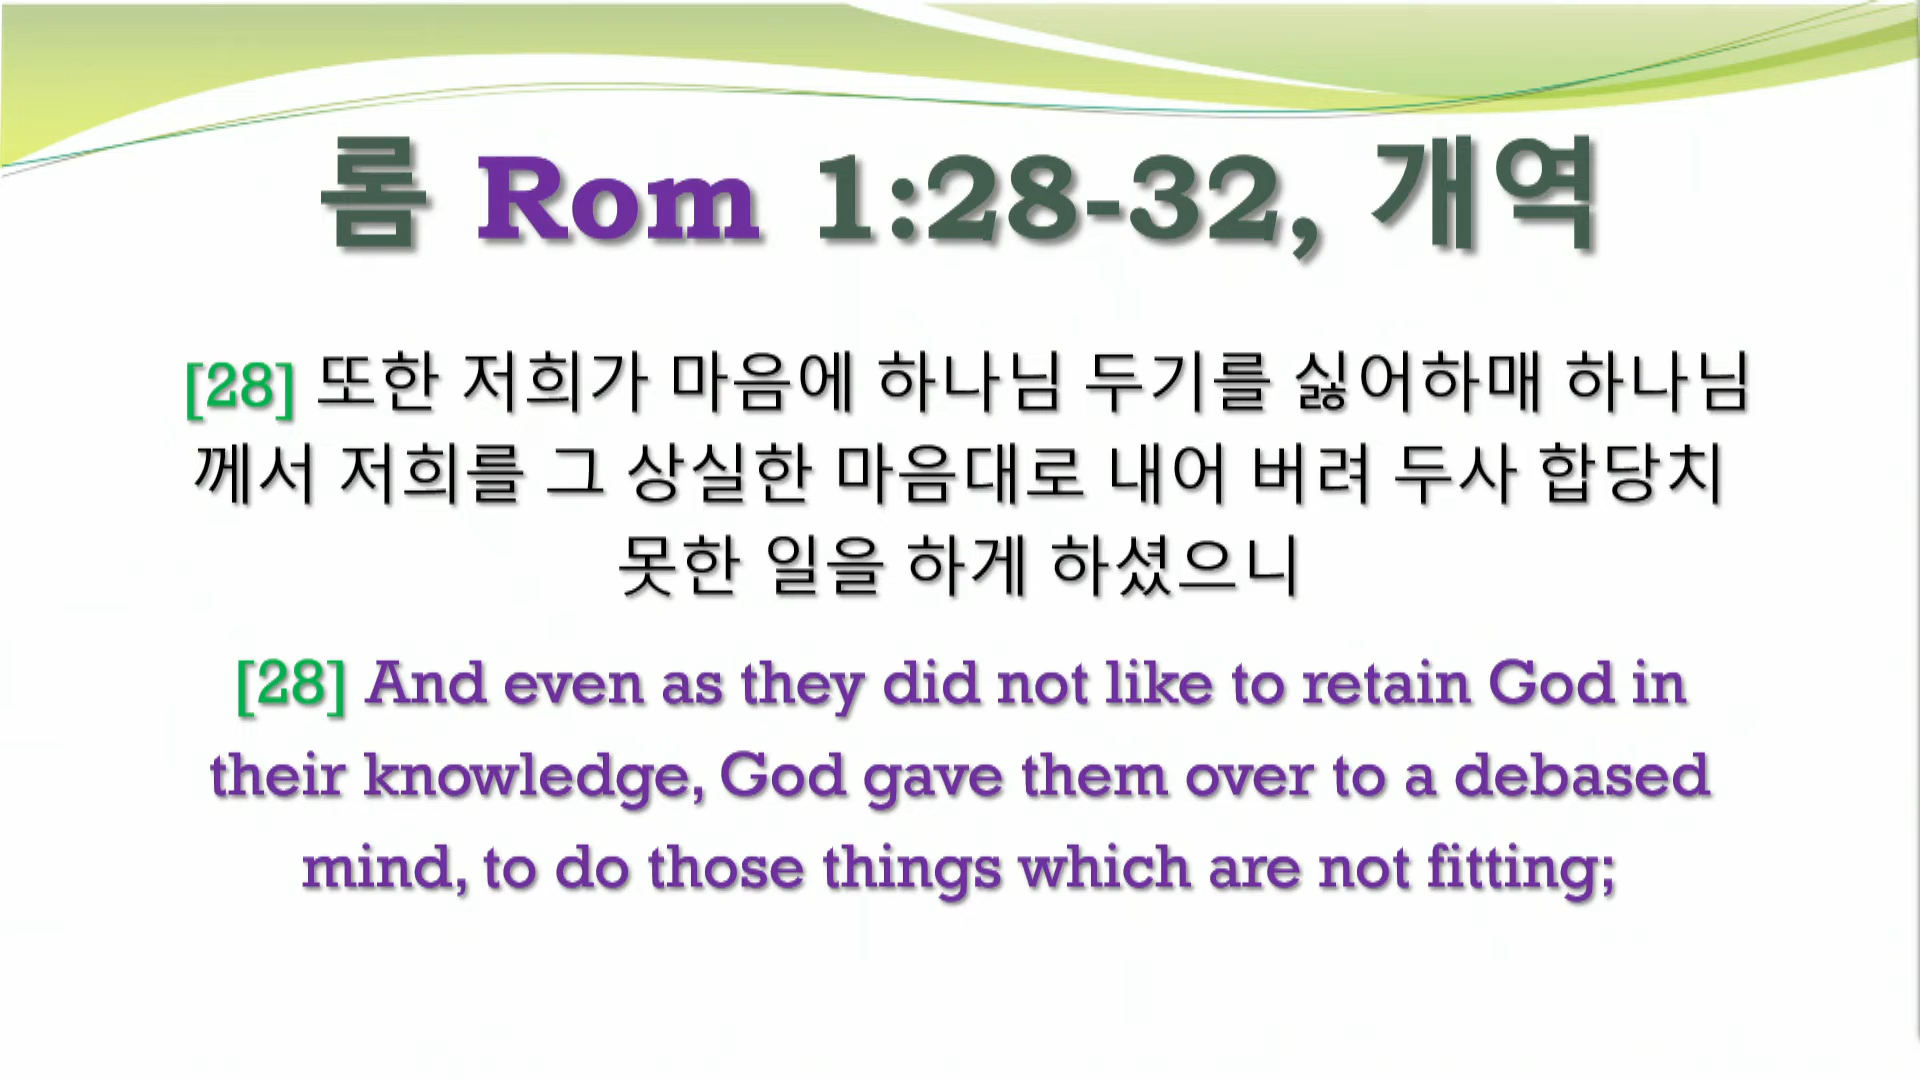 롬 Rom 1:28-32, 개역
[28] 또한 저희가 마음에 하나님 두기를 싫어하매 하나님
께서 저희를 그 상실한 마음대로 내어 버려 두사 합당치
못한 일을 하게 하셨으니
[28] And even as they did not like to retain God in
their knowledge, God gave them over to a debased
mind, to do those things which are not fitting;